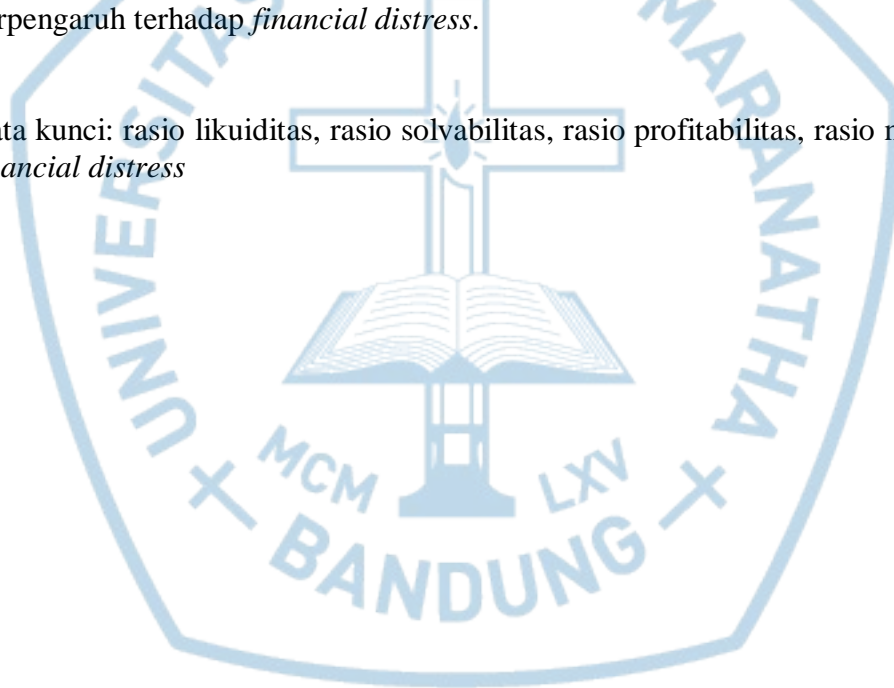 rpengaruh terhadap financial distress.
ta kunci: rasio likuiditas, rasio solvabilitas, rasio profitabilitas, rasio
ancial distress
UNIVERSITAS
MARANATHA
MCM LXV
BANDUNG